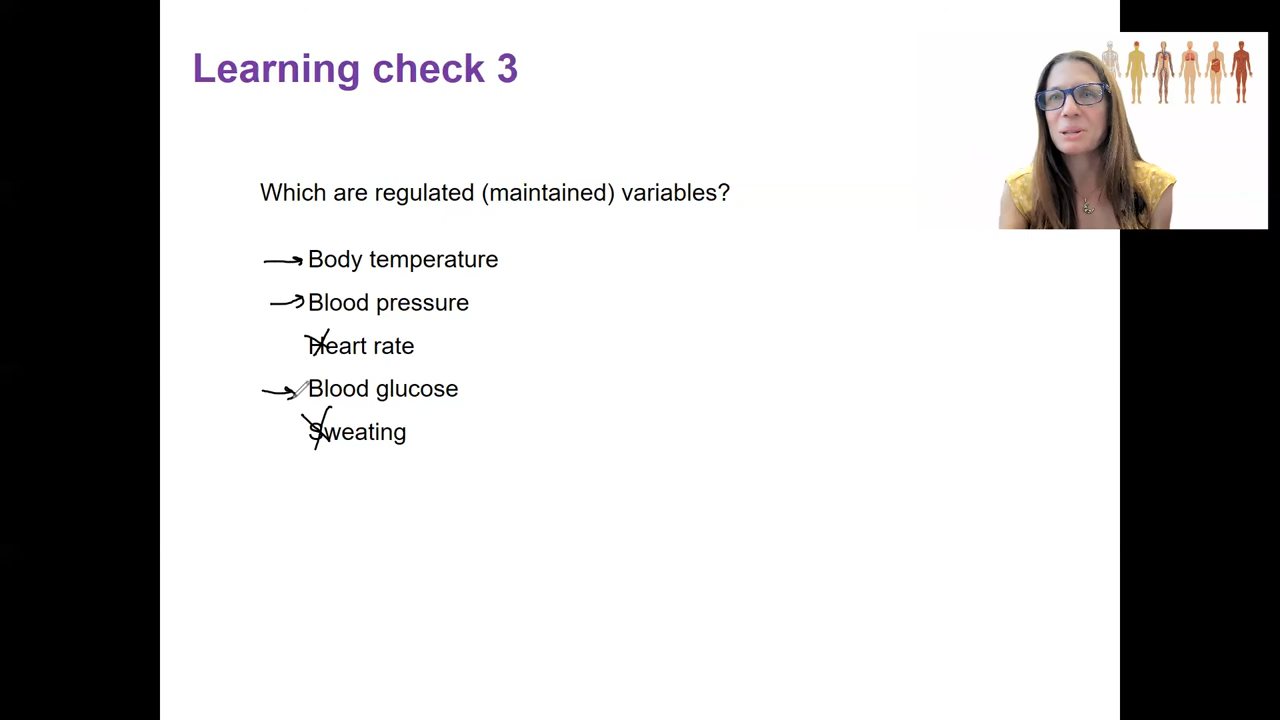 Learning check 3
Which are regulated (maintained) variables?
Body temperature
Blood pressure
Heart rate
Blood glucose
Sweating